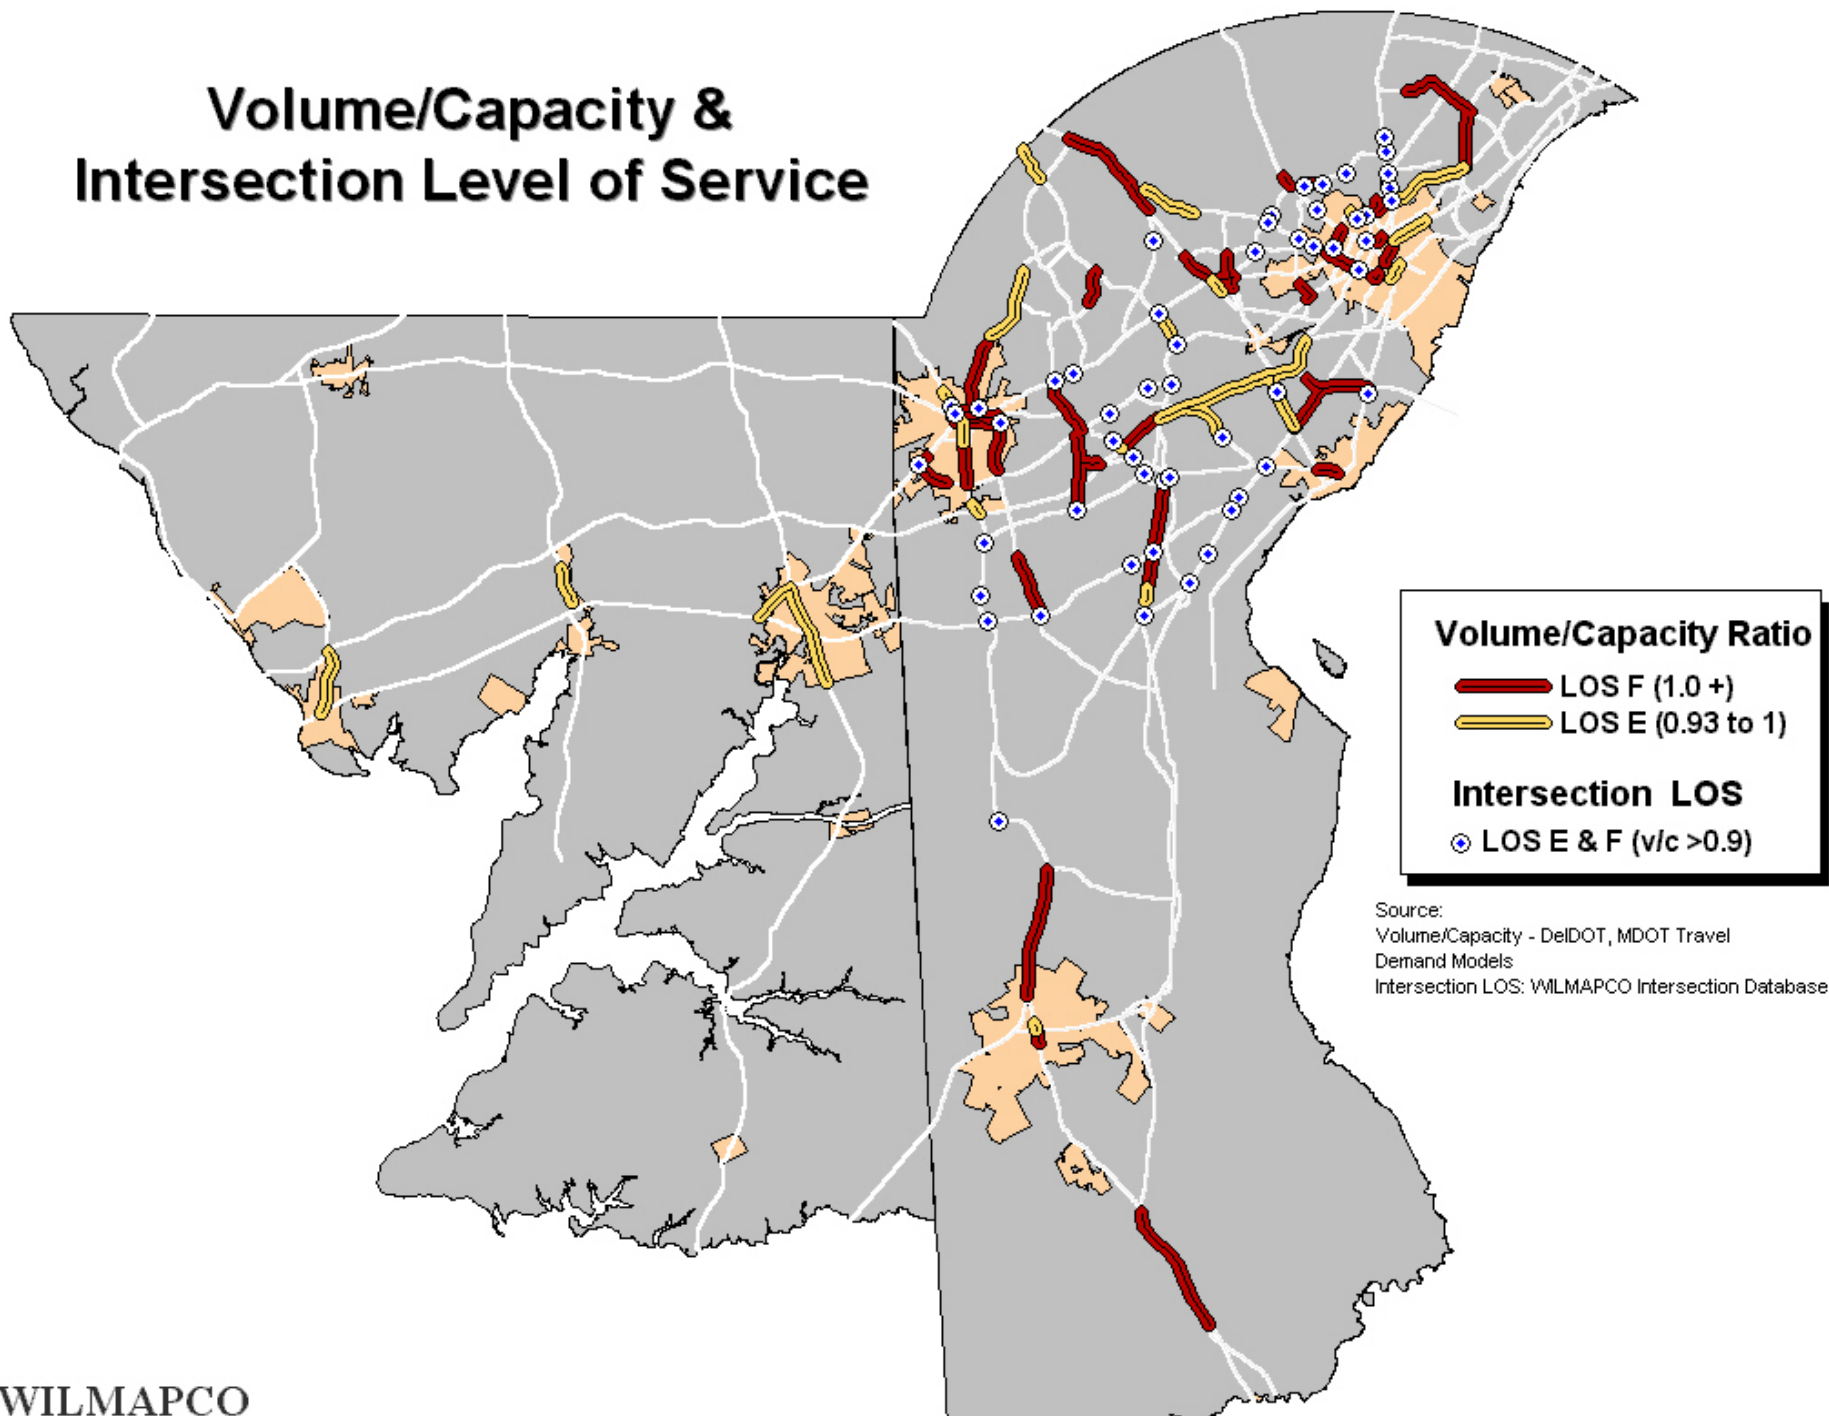 Volume/Capacity &
Intersection Level of Service
Volume/Capacity Ratio
LOS F (1.0 +)
LOS E (0.93 to 1)
Intersection LOS
LOS E & F (v/c >0.9)
Source:
Volume/Capacity - DelDOT, MDOT Travel
Demand Models
Intersection LOS: WILMAPCO Intersection Database
WILMAPCO